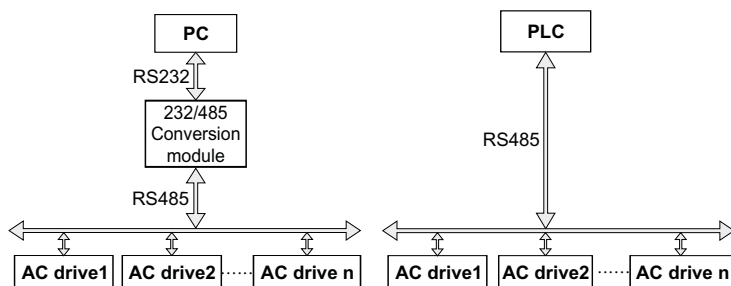 PC
RS232
232/485
Conversion
module
RS485
AC drive1 AC drive2 ...... AC drive n
PLC
RS485
AC drive1 AC drive2 ...... AC drive n